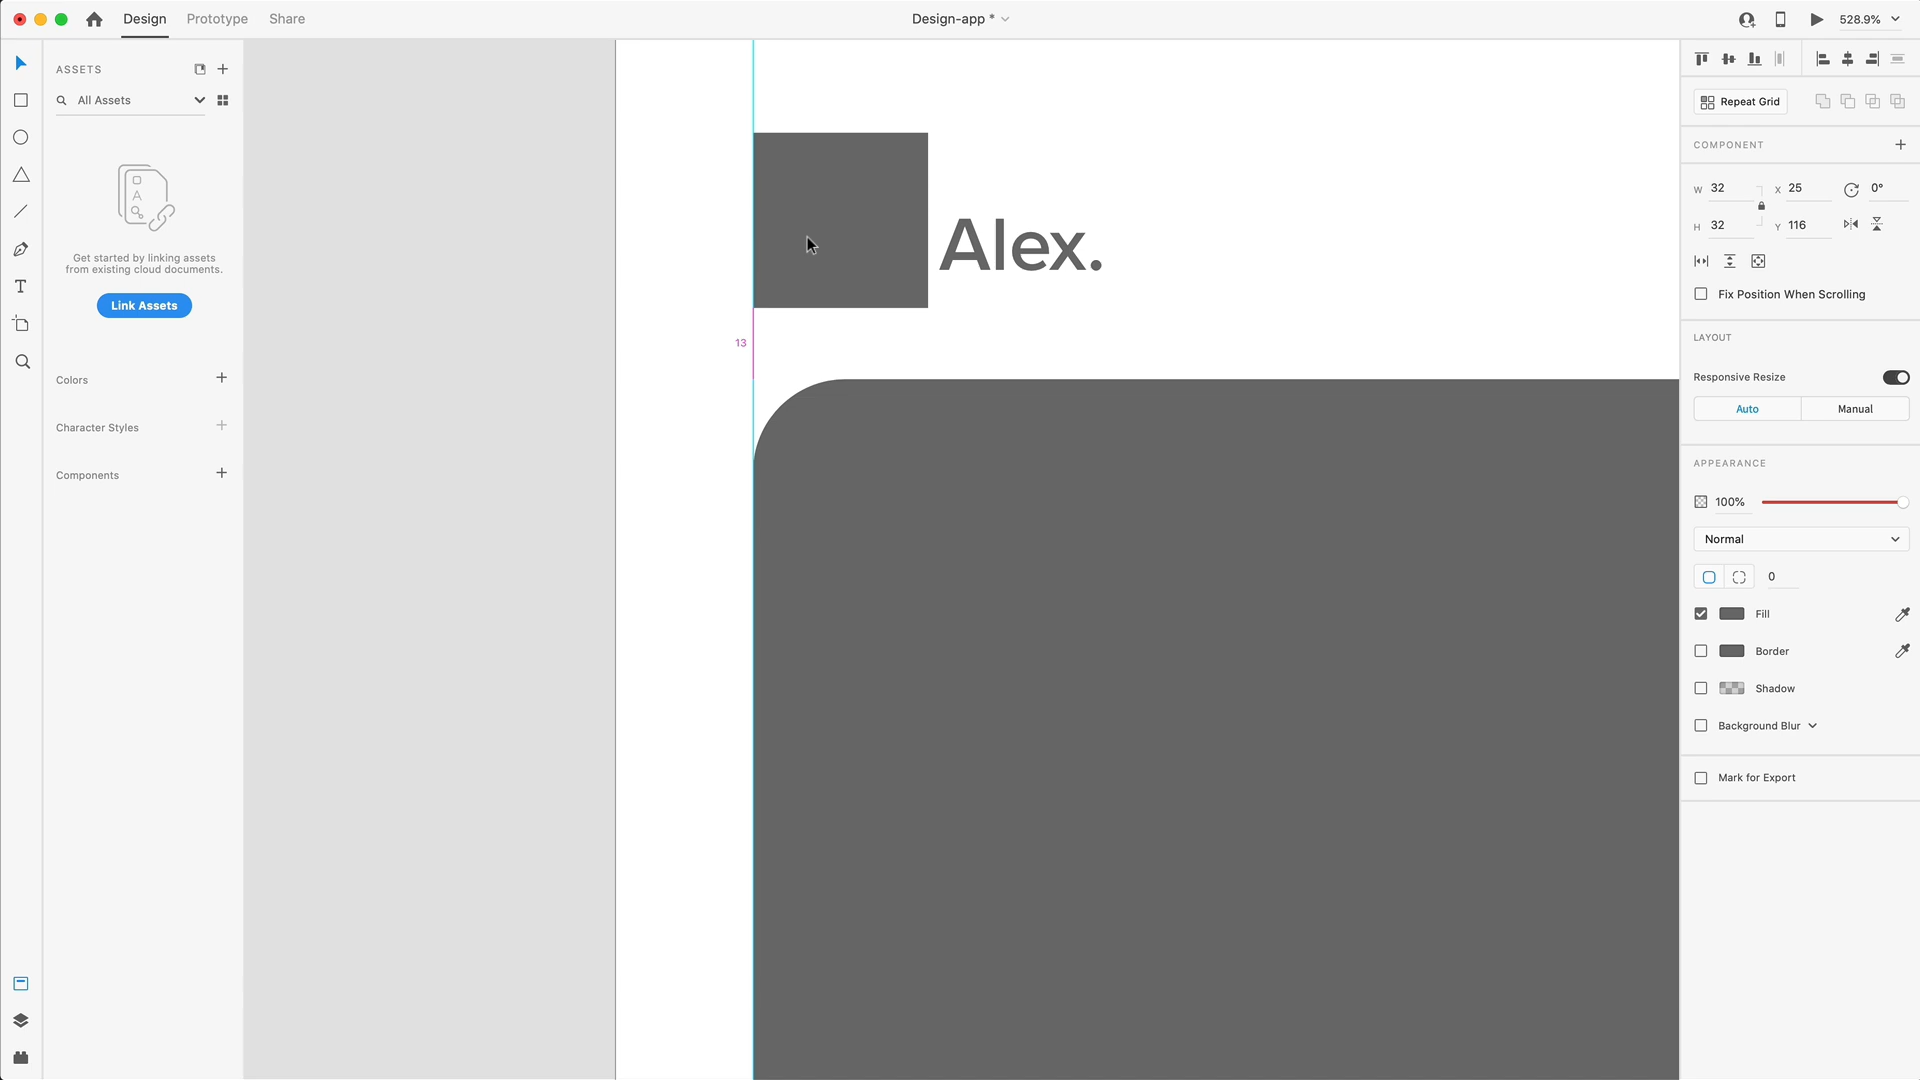 Design
Prototype
Share
Design-app *
528.9%
ASSETS
All Assets
A
Get started by linking assets
from existing cloud documents.
Link Assets
Colors
Character Styles
Components
Alex.
13
Repeat Grid
COMPONENT
W 32
X 25
0°
H 32
Y 116
Fix Position When Scrolling
LAYOUT
Responsive Resize
Auto
Manual
APPEARANCE
100%
Normal
0
Fill
Border
Shadow
Background Blur
Mark for Export